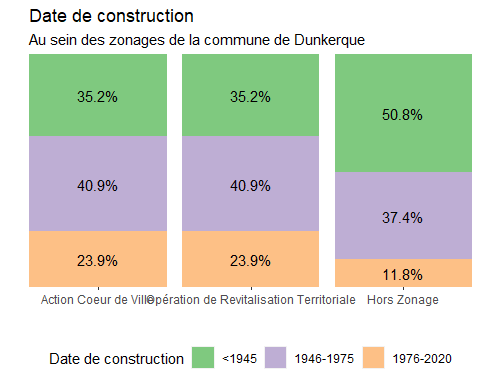 Date de construction
Au sein des zonages de la commune de Dunkerque
35.2% 35.2% 50.8%
40.9% 40.9% 37.4%
23.9% 23.9% 11.8%
Action Coeur de Ville Opération de Revitalisation Territoriale Hors Zonage
Date de construction <1945 1946-1975 1976-2020